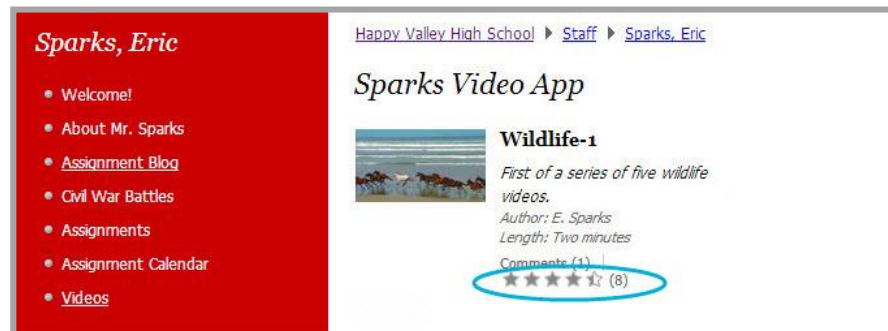 Sparks, Eric
Welcome!
About Mr. Sparks
Assignment Blog
Civil War Battles
Assignments
Assignment Calendar
Videos
Happy Valley High School ▶ Staff ▶ Sparks, Eric
Sparks Video App
Wildlife-1
First of a series of five wildlife
videos.
Author: E. Sparks
Length: Two minutes
Comments (1) |
(8)